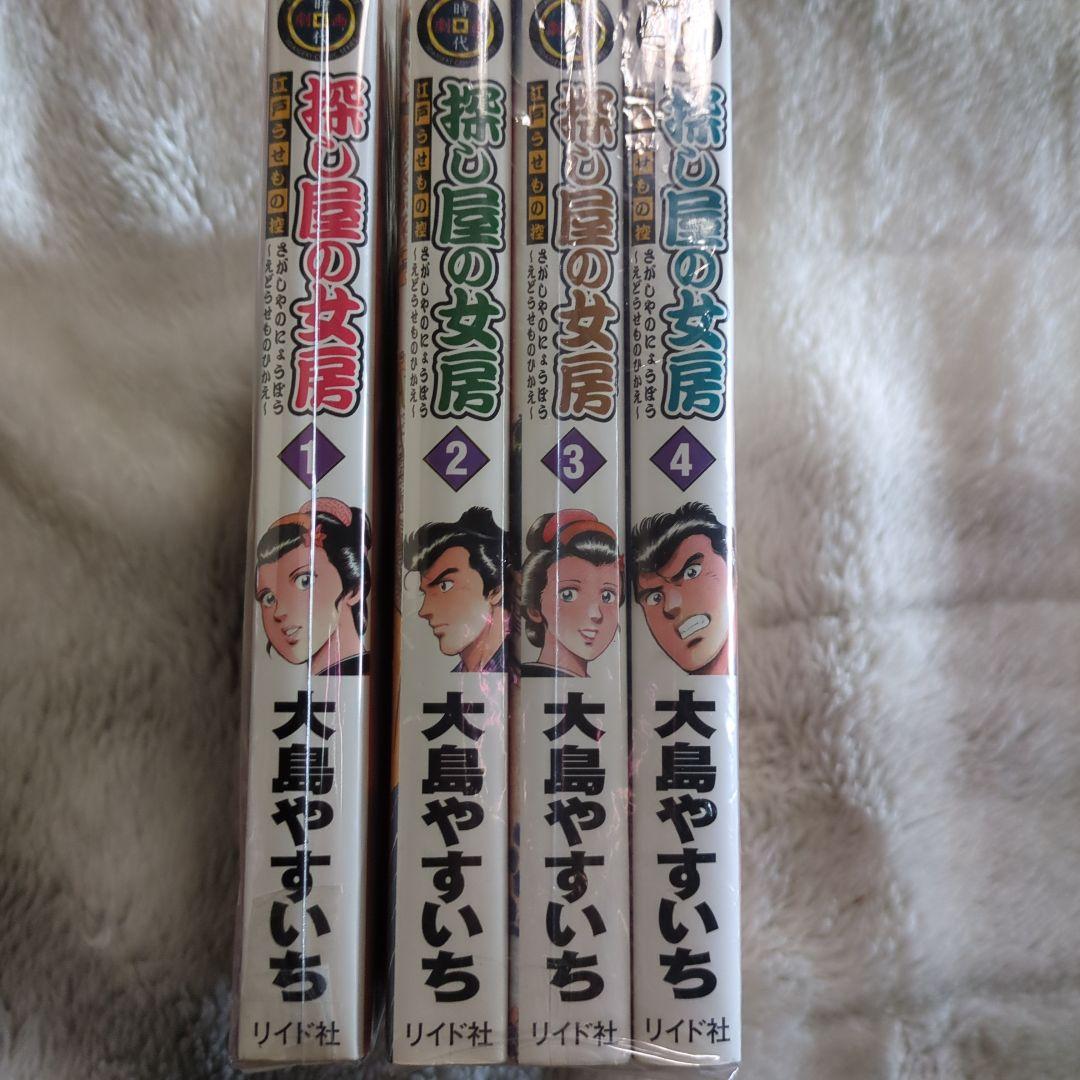 時代
劇画
探し屋の女房
江戸うせもの控
さがしやのにょうぼう
~えどうせものひかえ~
1
大島やすいち
リイド社
時代
劇画
探し屋の女房
江戸うせもの控
さがしやのにょうぼう
~えどうせものひかえ~
2
大島やすいち
リイド社
探し屋の女房
江戸うせもの控
さがしやのにょうぼう
~えどうせものひかえ~
3
大島やすいち
リイド社
探し屋の女房
せもの控
さがしやのにょうぼう
~えどうせものひかえ~
4
大島やすいち
リイド社